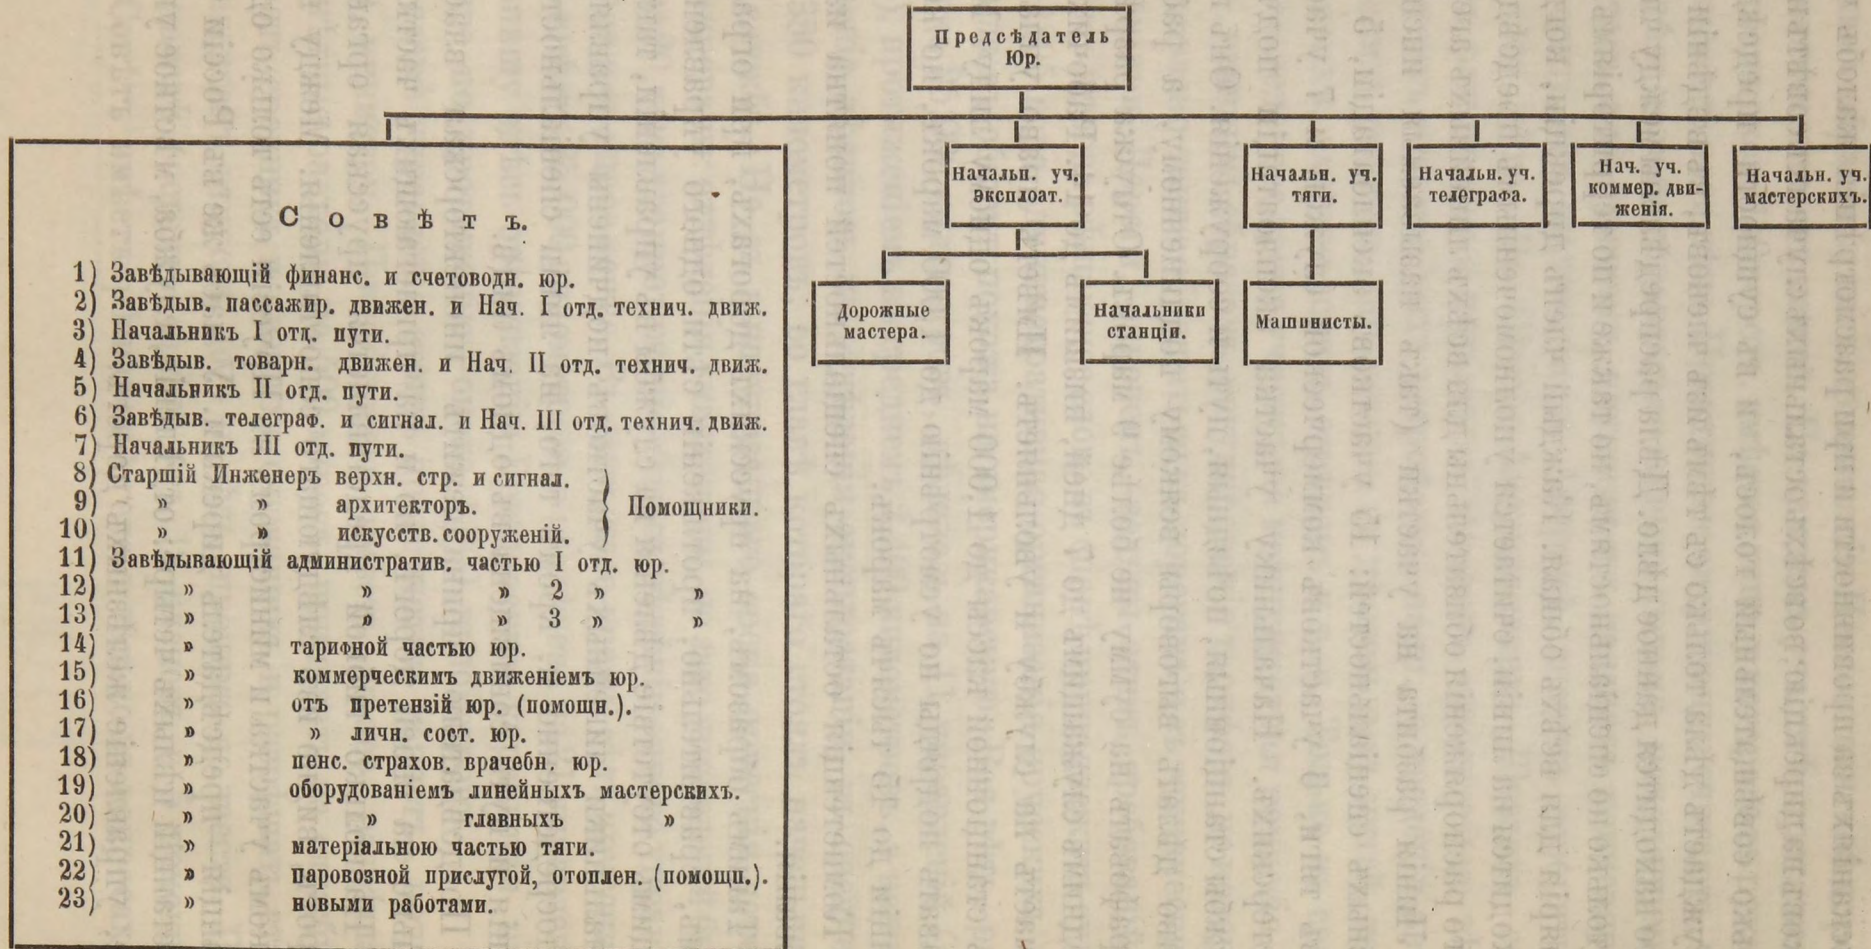 Предсѣдатель
Юр.
Совѣтъ.
1) Завѣдывающій финанс. и счетоводн. юр.
2) Завѣдыв. пассажир. движен. и Нач. I отд. технич. движ.
3) Начальникъ I отд. пути.
4) Завѣдыв. товарн. движен. и Нач. II отд. технич. движ.
5) Начальникъ II отд. пути.
6) Завѣдыв. телеграф. и сигнал. и Нач. III отд. технич. движ.
7) Начальникъ III отд. пути.
8) Старшій Инженеръ верхн. стр. и сигнал.
9) » » архитекторъ.
10) » » искусств. сооруженій.
Помощники.
11) Завѣдывающій административ. частью I отд. юр.
12) » » » 2 » »
13) » » » 3 » »
14) » тарифной частью юр.
15) » коммерческимъ движеніемъ юр.
16) » отъ претензій юр. (помощн.).
17) » » личн. сост. юр.
18) » пенс. страхов. врачебн. юр.
19) » оборудованіемъ линейныхъ мастерскихъ.
20) » » главныхъ »
21) » матеріальною частью тяги.
22) » паровозной прислугой, отоплен. (помощн.).
23) » новыми работами.
Начальн. уч.
эксплоат.
Дорожные
мастера.
Начальники
станціи.
Начальн. уч.
тяги.
Машинисты.
Начальн. уч.
телеграфа.
Нач. уч.
коммер. дви-
женія.
Начальн. уч.
мастерскихъ.